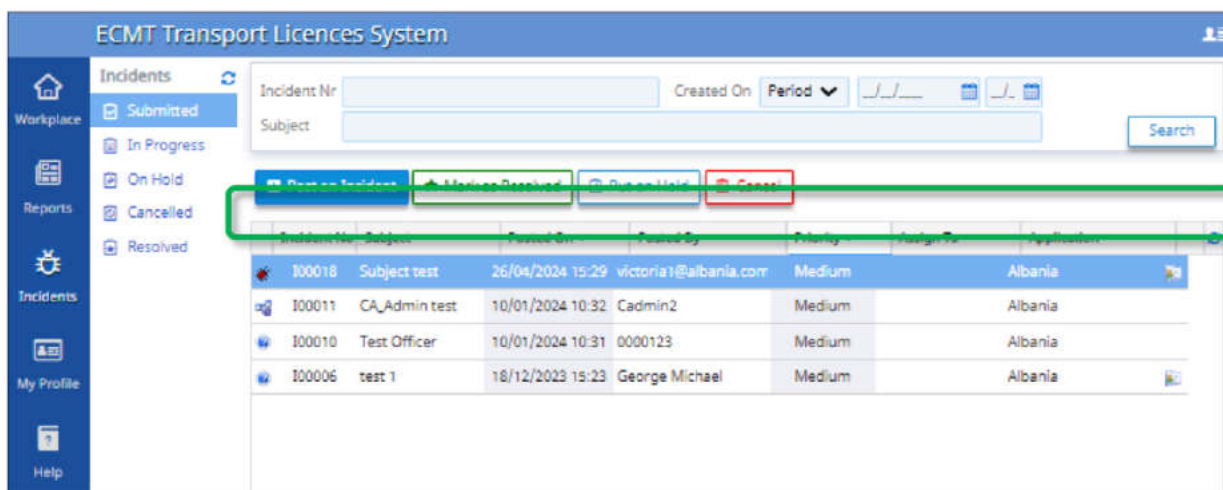 ECMT Transport Licences System
Workplace
Reports
Incidents
My Profile
Help
Incidents
Submitted
In Progress
On Hold
Cancelled
Resolved
Incident Nr Created On Period _/_/___ _/_
Subject
Search
Post an Incident Mark as Resolved Put on Hold Cancel
Incident No Subject Posted On Posted By Priority Assign To Application
I00018 Subject test 26/04/2024 15:29 victoria1@albania.com Medium Albania
I00011 CA_Admin test 10/01/2024 10:32 Cadmin2 Medium Albania
I00010 Test Officer 10/01/2024 10:31 0000123 Medium Albania
I00006 test 1 18/12/2023 15:23 George Michael Medium Albania